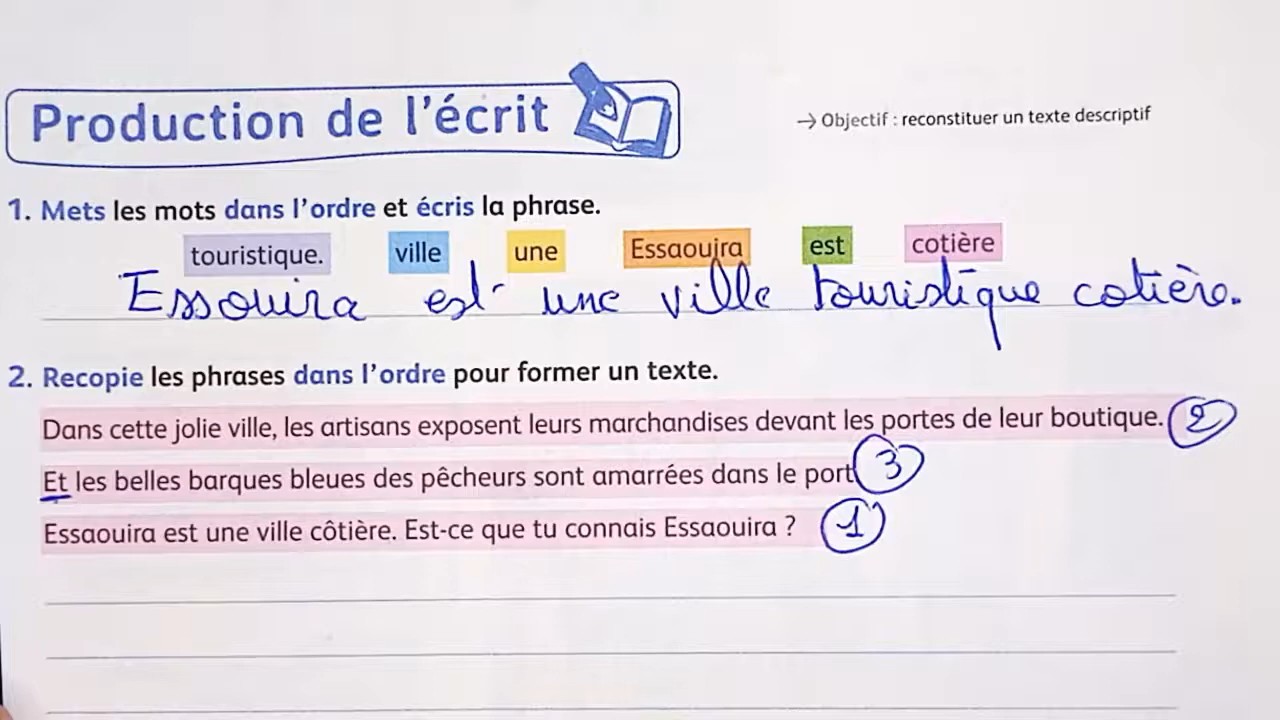 Production de l'écrit
→ Objectif : reconstituer un texte descriptif
1. Mets les mots dans l'ordre et écris la phrase.
touristique. ville une Essaouira est cotière
Essouira est une ville touristique cotière.
2. Recopie les phrases dans l'ordre pour former un texte.
Dans cette jolie ville, les artisans exposent leurs marchandises devant les portes de leur boutique. 2
Et les belles barques bleues des pêcheurs sont amarrées dans le port 3
Essaouira est une ville côtière. Est-ce que tu connais Essaouira ? 1